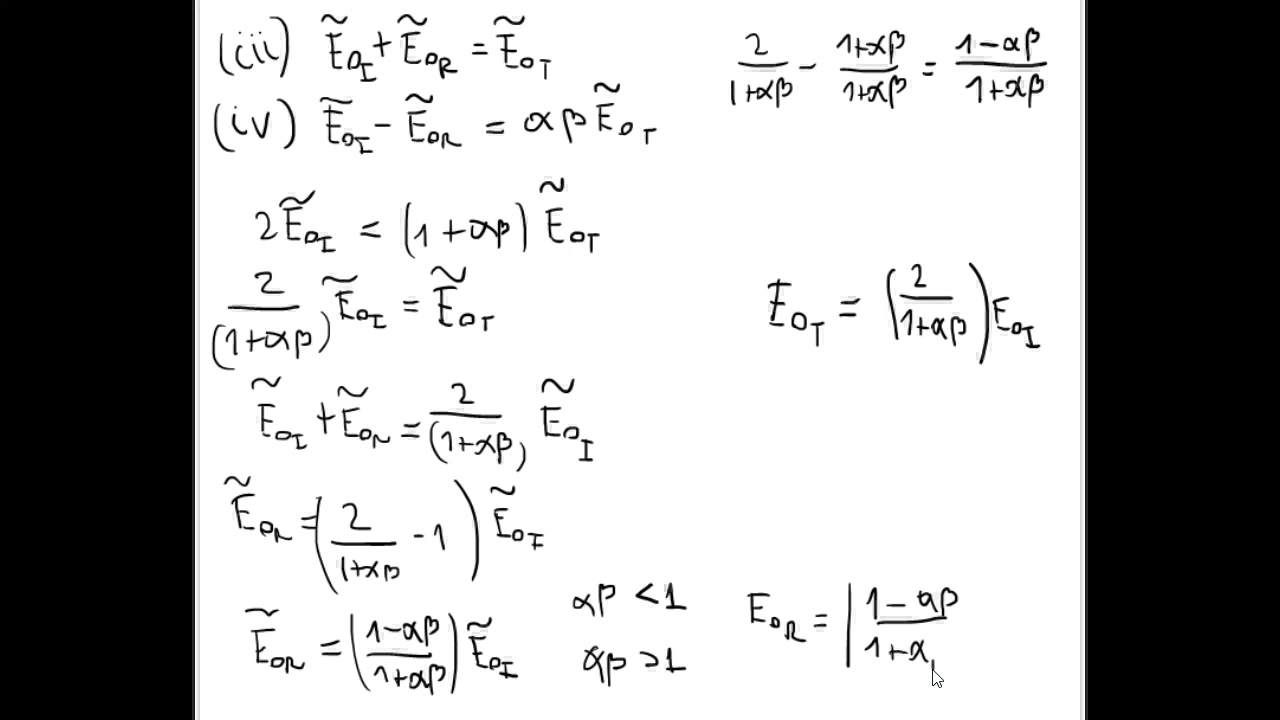 (iii) Ẽ₀I + Ẽ₀R = Ẽ₀T
2/(1+αβ) − (1+αβ)/(1+αβ) = (1−αβ)/(1+αβ)
(iv) Ẽ₀I − Ẽ₀R = αβ Ẽ₀T
2Ẽ₀I = (1 + αβ) Ẽ₀T
2/(1+αβ) Ẽ₀I = Ẽ₀T
E₀T = (2/(1+αβ)) E₀I
Ẽ₀I + Ẽ₀R = 2/(1+αβ) Ẽ₀I
Ẽ₀R = (2/(1+αβ) − 1) Ẽ₀I
Ẽ₀R = ((1−αβ)/(1+αβ)) Ẽ₀I
αβ < 1
αβ > 1
E₀R = | (1−αβ)/(1+α